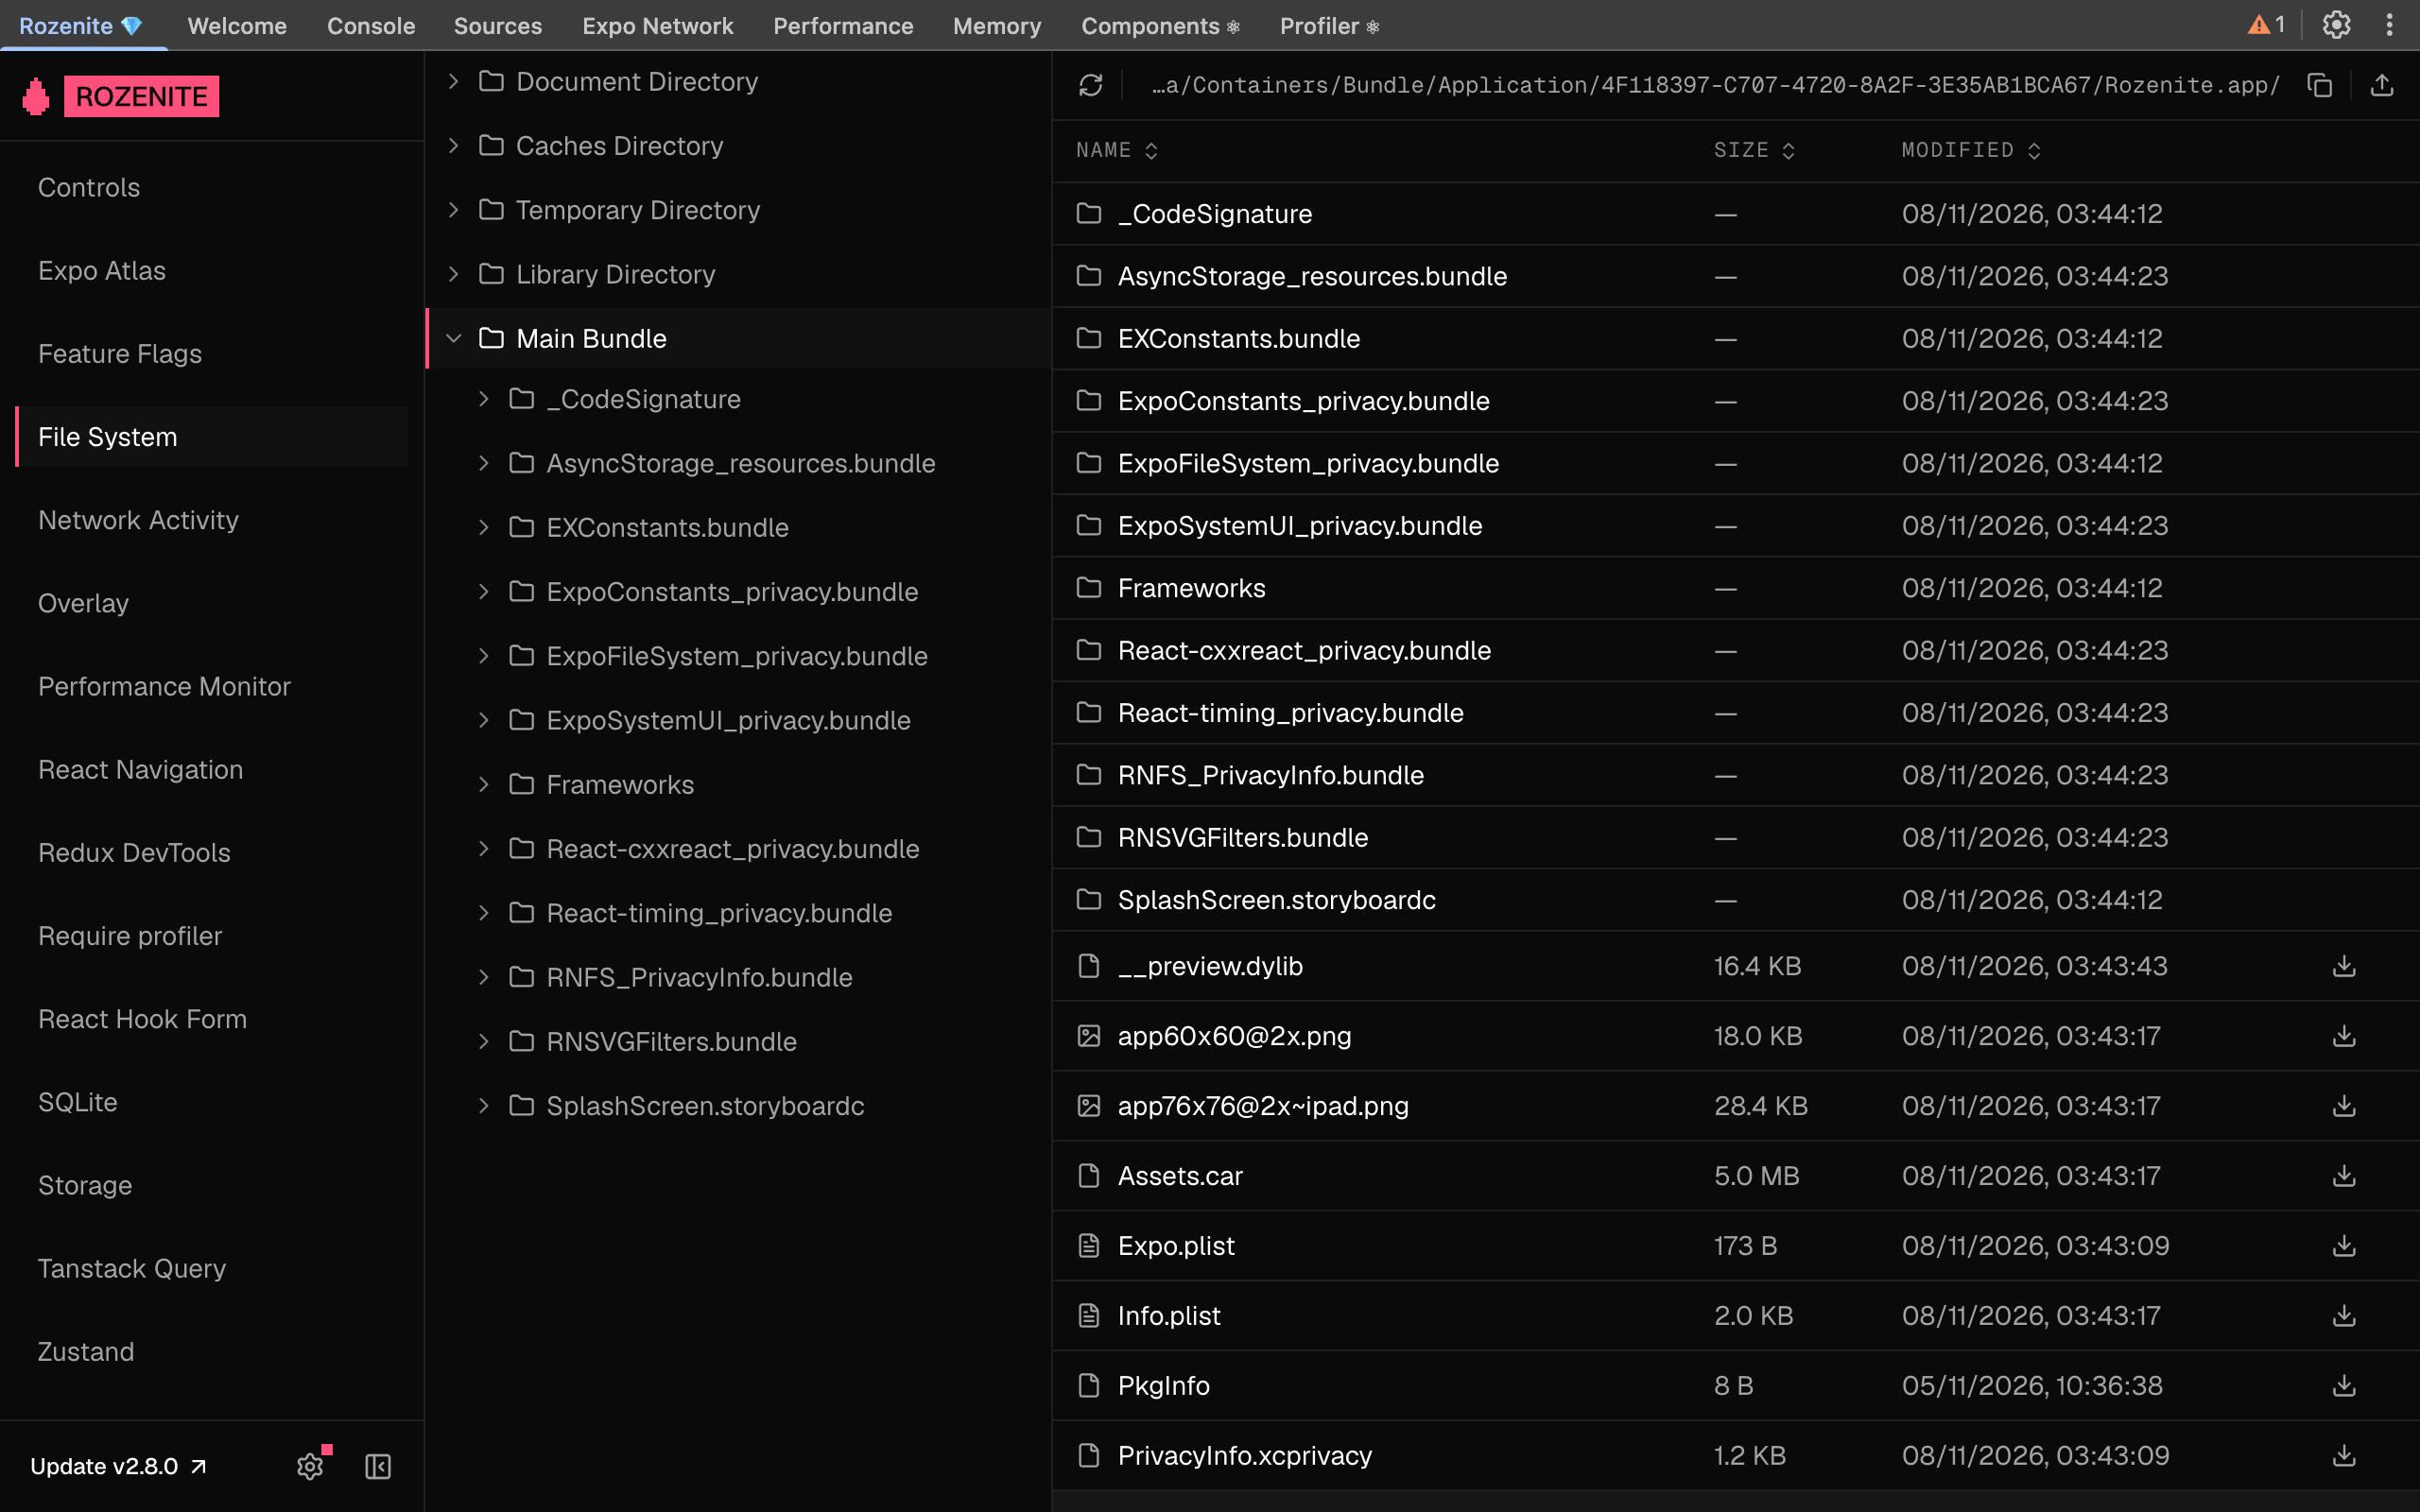 Rozenite 💎 Welcome Console Sources Expo Network Performance Memory Components ⚛ Profiler ⚛ 1
ROZENITE
Controls
Expo Atlas
Feature Flags
File System
Network Activity
Overlay
Performance Monitor
React Navigation
Redux DevTools
Require profiler
React Hook Form
SQLite
Storage
Tanstack Query
Zustand
Update v2.8.0
Document Directory
Caches Directory
Temporary Directory
Library Directory
Main Bundle
_CodeSignature
AsyncStorage_resources.bundle
EXConstants.bundle
ExpoConstants_privacy.bundle
ExpoFileSystem_privacy.bundle
ExpoSystemUI_privacy.bundle
Frameworks
React-cxxreact_privacy.bundle
React-timing_privacy.bundle
RNFS_PrivacyInfo.bundle
RNSVGFilters.bundle
SplashScreen.storyboardc
…a/Containers/Bundle/Application/4F118397-C707-4720-8A2F-3E35AB1BCA67/Rozenite.app/
NAME SIZE MODIFIED
_CodeSignature — 08/11/2026, 03:44:12
AsyncStorage_resources.bundle — 08/11/2026, 03:44:23
EXConstants.bundle — 08/11/2026, 03:44:12
ExpoConstants_privacy.bundle — 08/11/2026, 03:44:23
ExpoFileSystem_privacy.bundle — 08/11/2026, 03:44:12
ExpoSystemUI_privacy.bundle — 08/11/2026, 03:44:23
Frameworks — 08/11/2026, 03:44:12
React-cxxreact_privacy.bundle — 08/11/2026, 03:44:23
React-timing_privacy.bundle — 08/11/2026, 03:44:23
RNFS_PrivacyInfo.bundle — 08/11/2026, 03:44:23
RNSVGFilters.bundle — 08/11/2026, 03:44:23
SplashScreen.storyboardc — 08/11/2026, 03:44:12
__preview.dylib 16.4 KB 08/11/2026, 03:43:43
app60x60@2x.png 18.0 KB 08/11/2026, 03:43:17
app76x76@2x~ipad.png 28.4 KB 08/11/2026, 03:43:17
Assets.car 5.0 MB 08/11/2026, 03:43:17
Expo.plist 173 B 08/11/2026, 03:43:09
Info.plist 2.0 KB 08/11/2026, 03:43:17
PkgInfo 8 B 05/11/2026, 10:36:38
PrivacyInfo.xcprivacy 1.2 KB 08/11/2026, 03:43:09